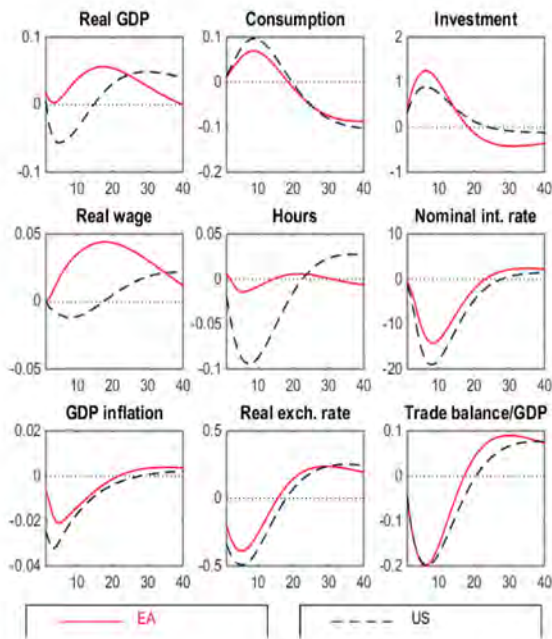 Real GDP Consumption Investment
0.1 0.1 2
0 0 1
-0.1 0
-0.1 -0.2 -1
10 20 30 40 10 20 30 40 10 20 30 40
Real wage Hours Nominal int. rate
0.05 0.05 10
0 0 0
-0.05 -10
-0.05 -0.1 -20
10 20 30 40 10 20 30 40 10 20 30 40
GDP inflation Real exch. rate Trade balance/GDP
0.02 0.5 0.1
0 0 0
-0.02 -0.1
-0.04 -0.5 -0.2
10 20 30 40 10 20 30 40 10 20 30 40
EA US